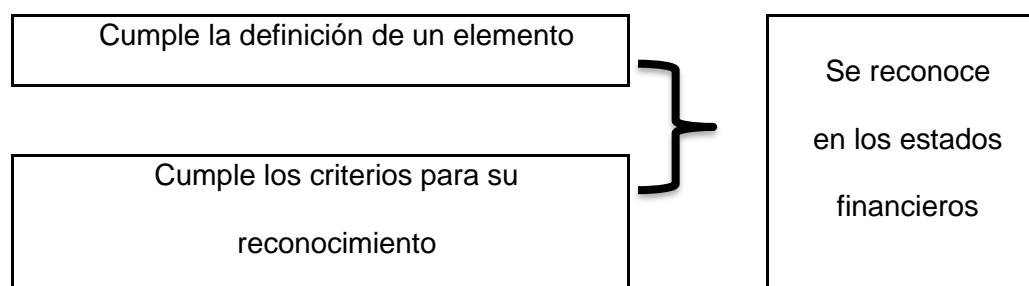 Cumple la definición de un elemento
Cumple los criterios para su
reconocimiento
Se reconoce
en los estados
financieros